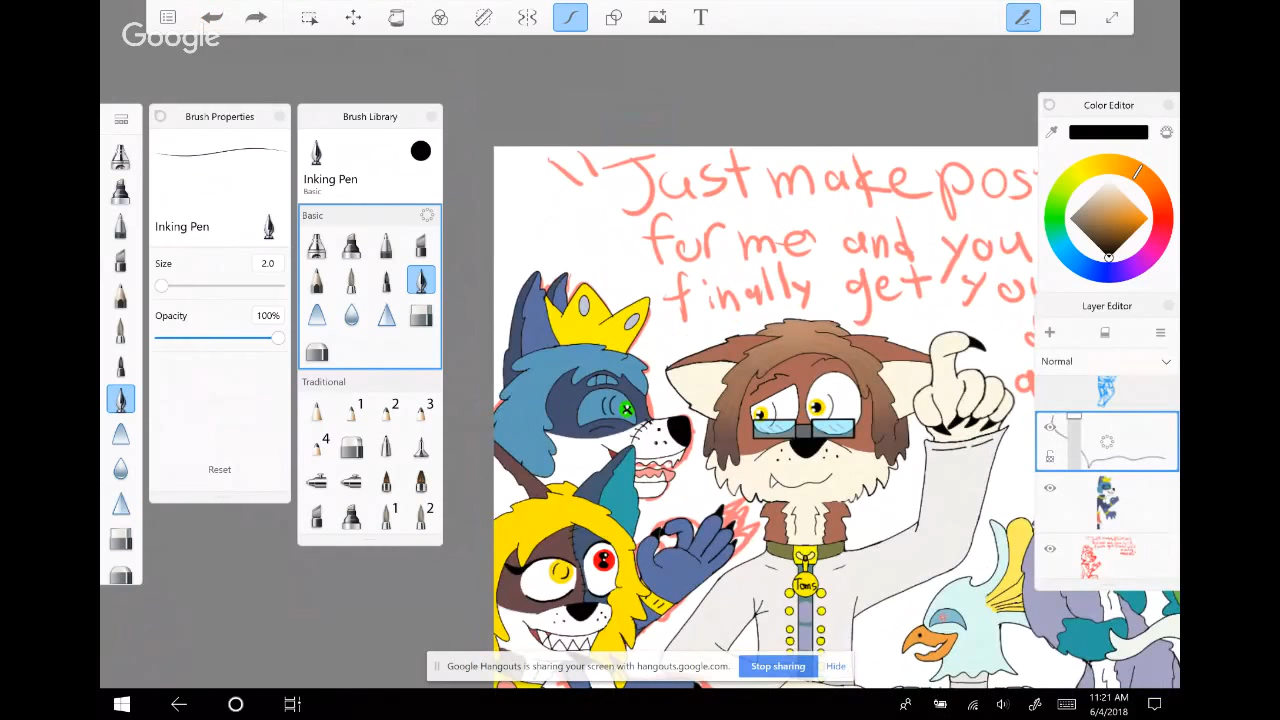 Google
Brush Properties
Inking Pen
Size
2.0
Opacity
100%
Reset
Brush Library
Inking Pen
Basic
Basic
Traditional
1
2
3
4
1
2
T
Color Editor
Layer Editor
Normal
"Just make pos
for me and you
finally get you
Toms
Google Hangouts is sharing your screen with hangouts.google.com.
Stop sharing
Hide
11:21 AM
6/4/2018